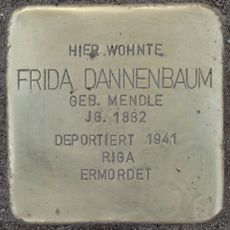 HIER WOHNTE
FRIDA DANNENBAUM
GEB. MENDLE
JG. 1882
DEPORTIERT 1941
RIGA
ERMORDET